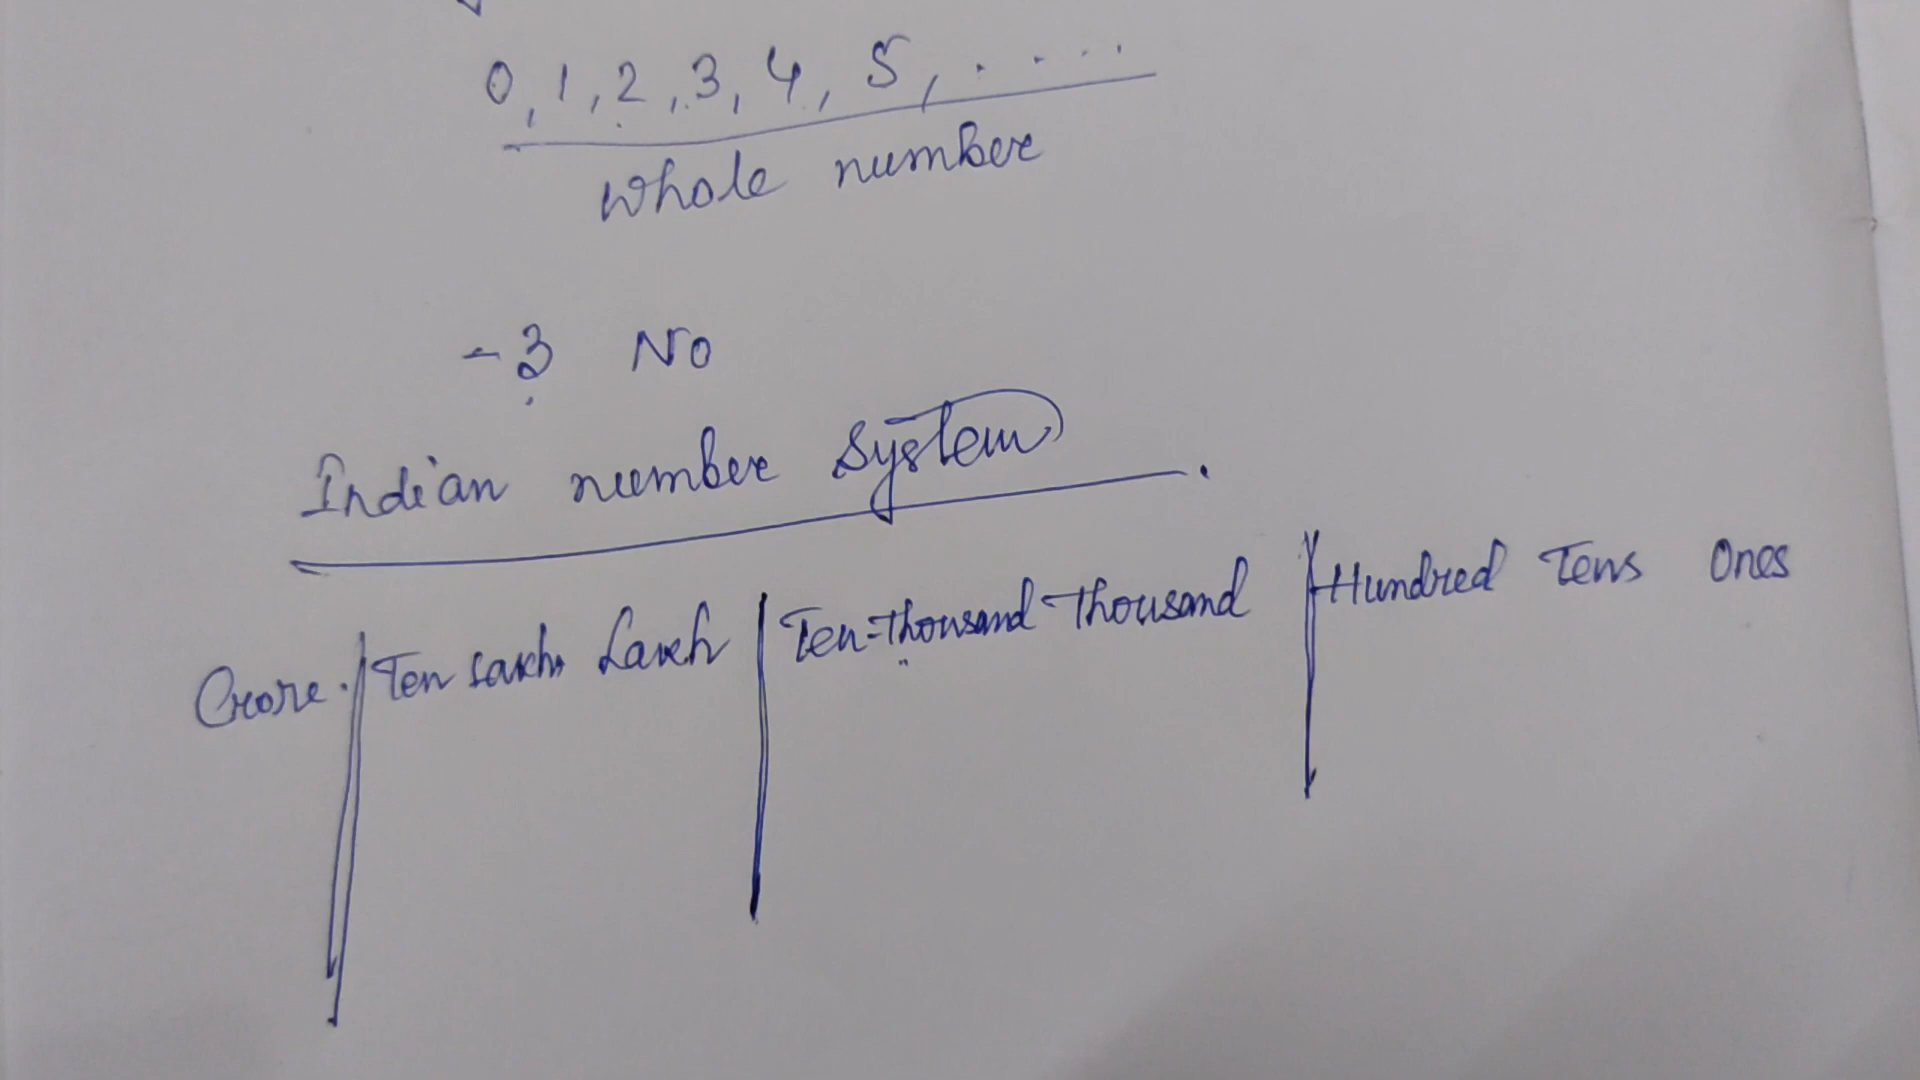 0, 1, 2, 3, 4, 5, . . . .
whole number
-3 No
Indian number System.
Crore. Ten Lakh Lakh Ten-Thousand Thousand Hundred Tens Ones